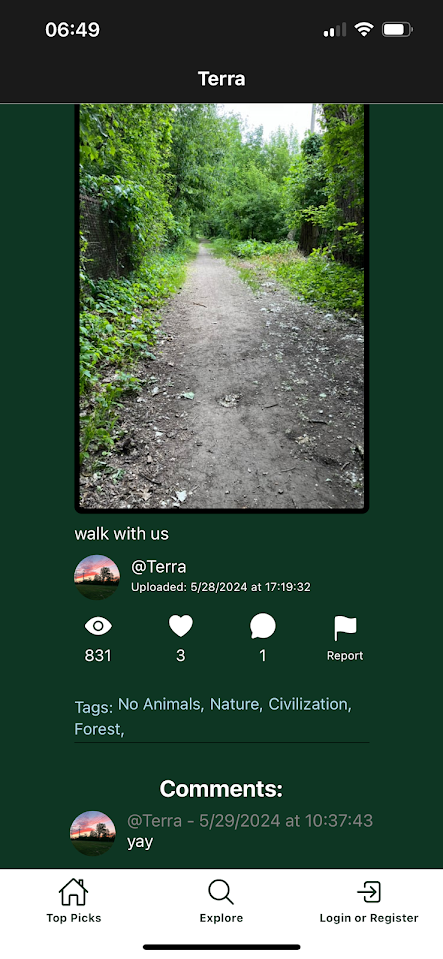 06:49
Terra
walk with us
@Terra
Uploaded: 5/28/2024 at 17:19:32
831
3
1
Report
Tags: No Animals, Nature, Civilization,
Forest,
Comments:
@Terra - 5/29/2024 at 10:37:43
yay
Top Picks
Explore
Login or Register